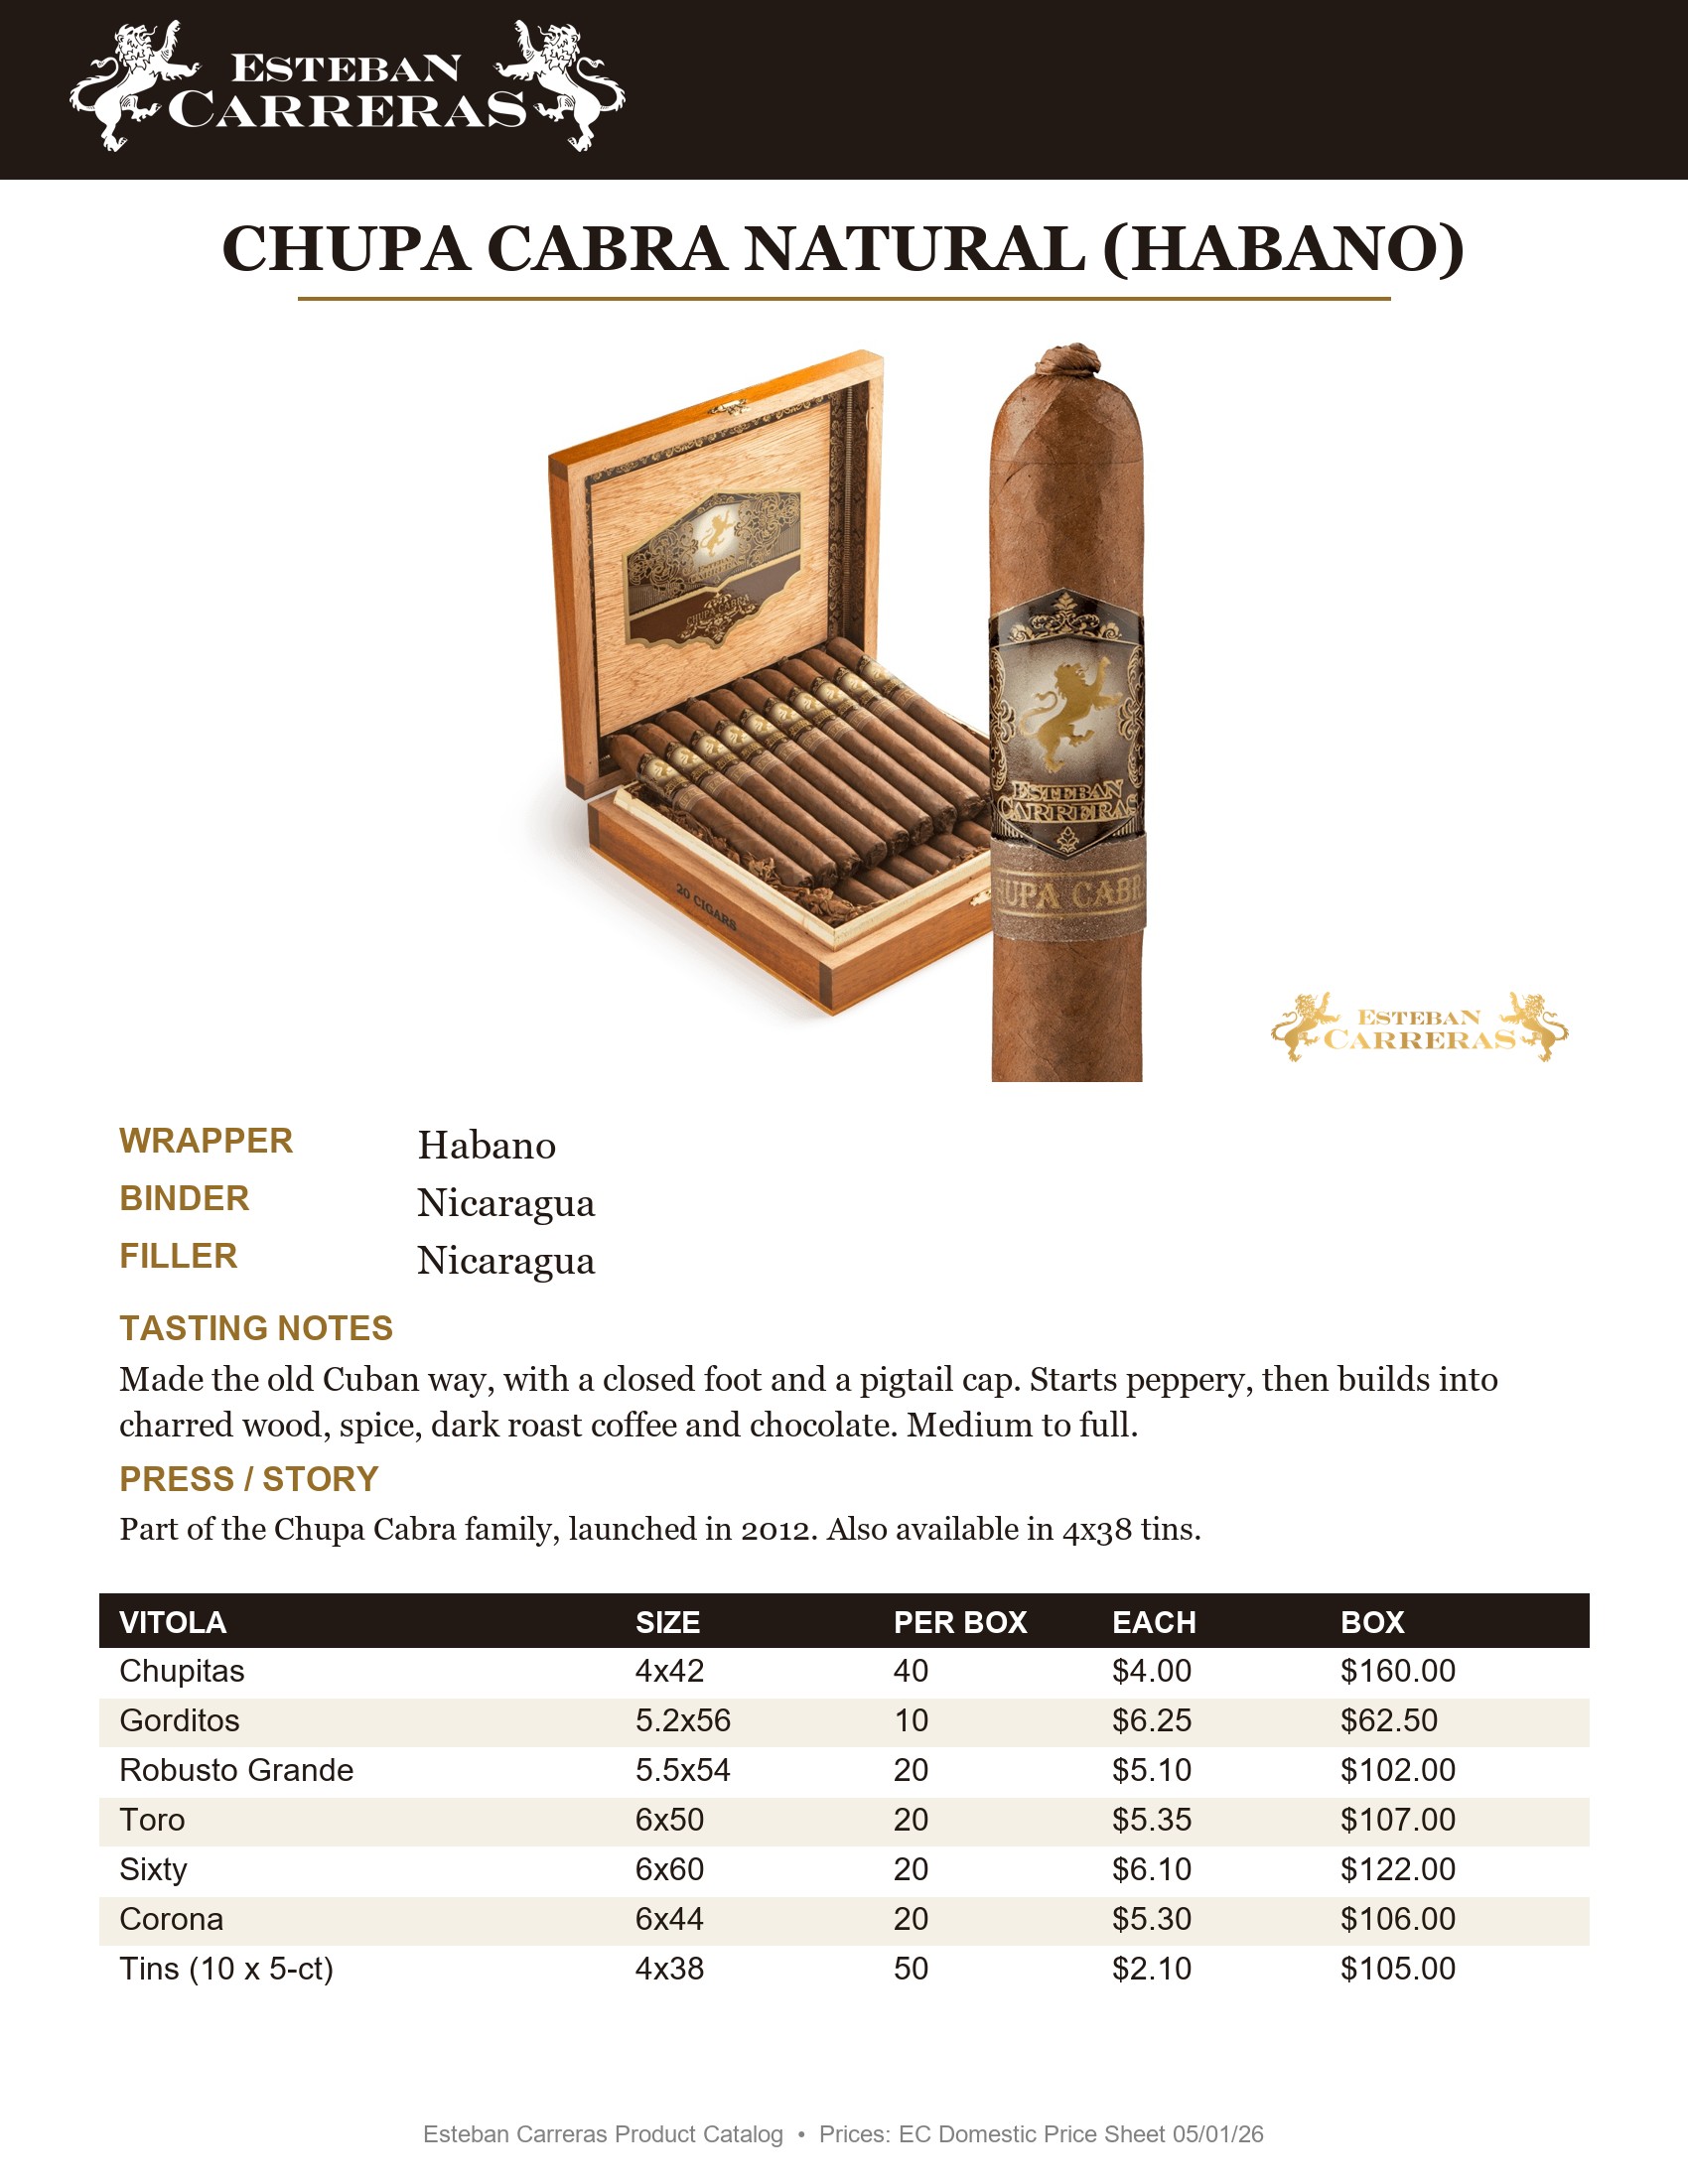 ESTEBAN
CARRERAS
CHUPA CABRA NATURAL (HABANO)
ESTEBAN
CARRERAS
CHUPA CABRA
20 CIGARS
ESTEBAN
CARRERAS
HUPA CABR
ESTEBAN
CARRERAS
WRAPPER Habano
BINDER Nicaragua
FILLER Nicaragua
TASTING NOTES
Made the old Cuban way, with a closed foot and a pigtail cap. Starts peppery, then builds into
charred wood, spice, dark roast coffee and chocolate. Medium to full.
PRESS / STORY
Part of the Chupa Cabra family, launched in 2012. Also available in 4x38 tins.
VITOLA SIZE PER BOX EACH BOX
Chupitas 4x42 40 $4.00 $160.00
Gorditos 5.2x56 10 $6.25 $62.50
Robusto Grande 5.5x54 20 $5.10 $102.00
Toro 6x50 20 $5.35 $107.00
Sixty 6x60 20 $6.10 $122.00
Corona 6x44 20 $5.30 $106.00
Tins (10 x 5-ct) 4x38 50 $2.10 $105.00
Esteban Carreras Product Catalog • Prices: EC Domestic Price Sheet 05/01/26